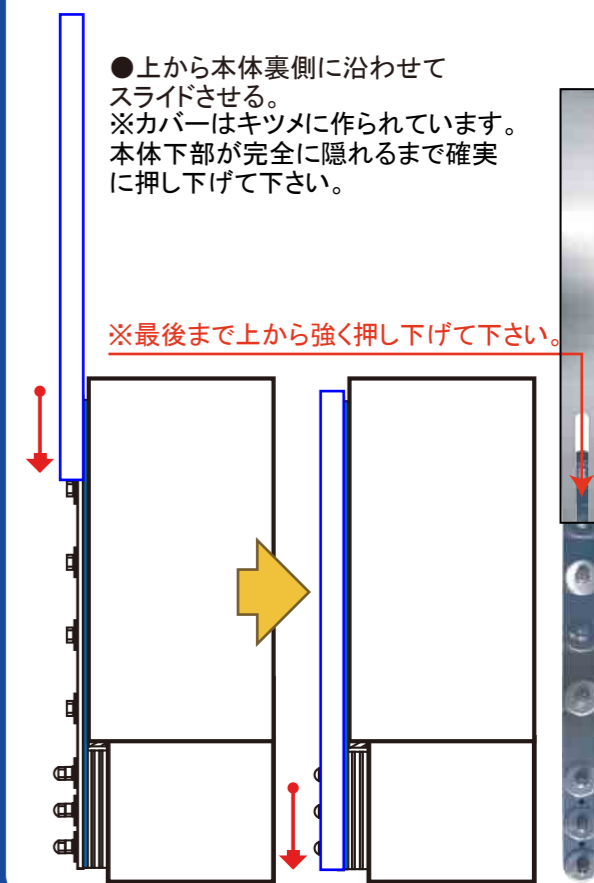 ●上から本体裏側に沿わせて
スライドさせる。
※カバーはキツメに作られています。
本体下部が完全に隠れるまで確実
に押し下げて下さい。
※最後まで上から強く押し下げて下さい。